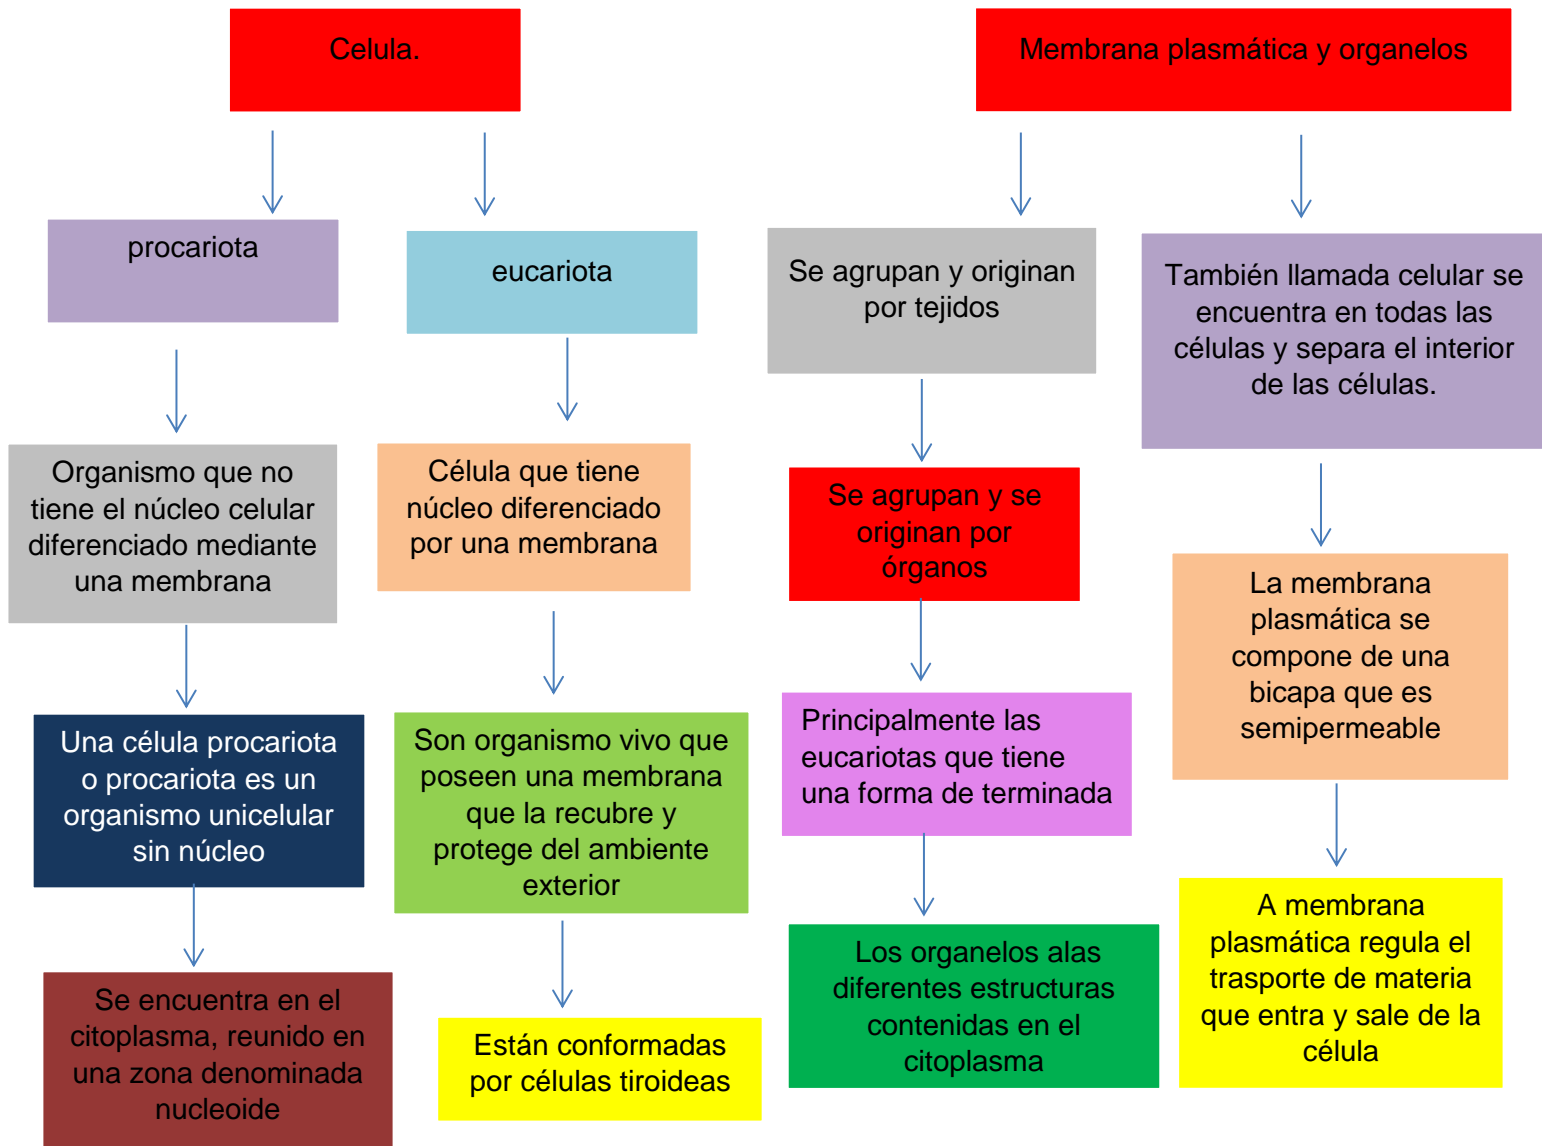 Celula.
Membrana plasmática y organelos
procariota
eucariota
Se agrupan y originan
por tejidos
También llamada celular se
encuentra en todas las
células y separa el interior
de las células.
Organismo que no
tiene el núcleo celular
diferenciado mediante
una membrana
Célula que tiene
núcleo diferenciado
por una membrana
Se agrupan y se
originan por
órganos
La membrana
plasmática se
compone de una
bicapa que es
semipermeable
Una célula procariota
o procariota es un
organismo unicelular
sin núcleo
Son organismo vivo que
poseen una membrana
que la recubre y
protege del ambiente
exterior
Principalmente las
eucariotas que tiene
una forma de terminada
A membrana
plasmática regula el
trasporte de materia
que entra y sale de la
célula
Se encuentra en el
citoplasma, reunido en
una zona denominada
nucleoide
Están conformadas
por células tiroideas
Los organelos alas
diferentes estructuras
contenidas en el
citoplasma